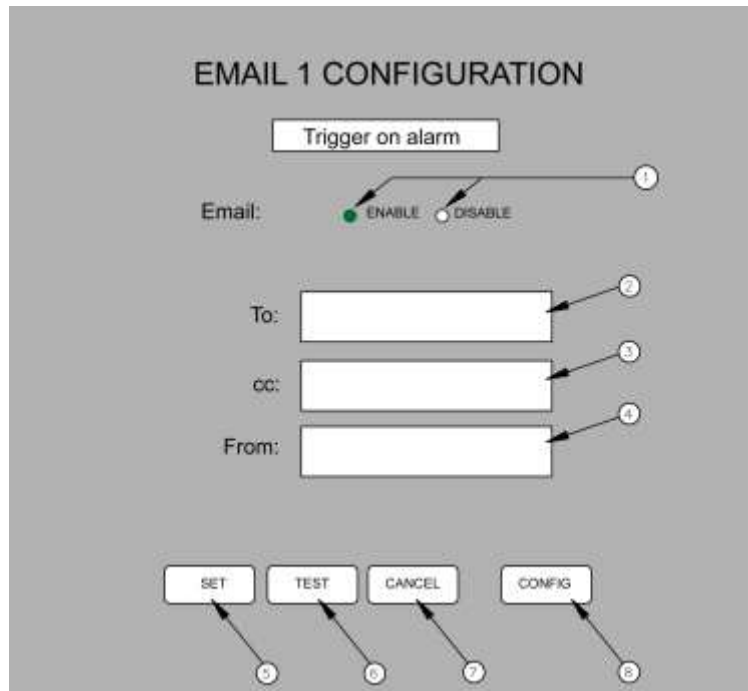 EMAIL 1 CONFIGURATION
Trigger on alarm
1
Email: ENABLE DISABLE
2
To:
3
cc:
4
From:
SET TEST CANCEL CONFIG
5 6 7 8